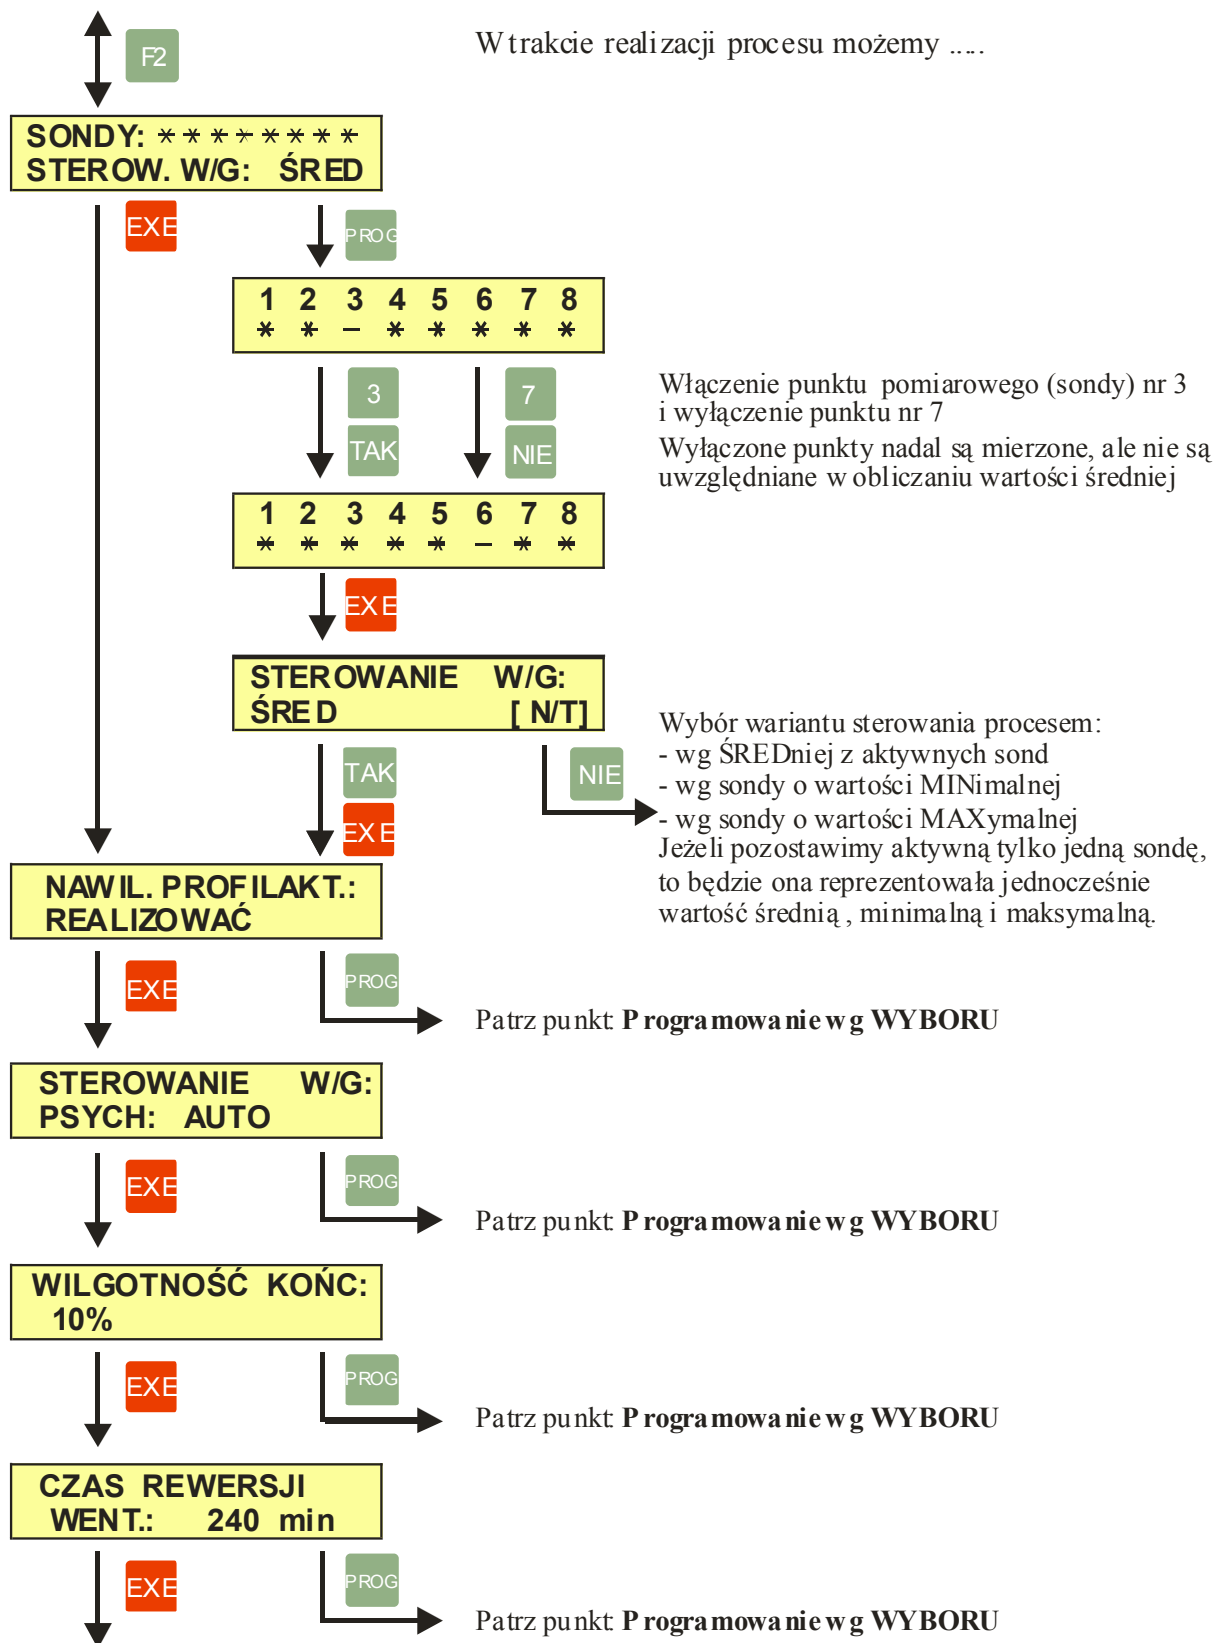 F2
W trakcie realizacji procesu możemy .....
SONDY: ********
STEROW. W/G: ŚRED
EXE
PROG
1 2 3 4 5 6 7 8
* * – * * * * *
3
7
TAK
NIE
Włączenie punktu pomiarowego (sondy) nr 3
i wyłączenie punktu nr 7
Wyłączone punkty nadal są mierzone, ale nie są
uwzględniane w obliczaniu wartości średniej
1 2 3 4 5 6 7 8
* * * * * – * *
EXE
STEROWANIE W/G:
ŚRED [ N/T]
TAK
NIE
EXE
Wybór wariantu sterowania procesem:
- wg ŚREDniej z aktywnych sond
- wg sondy o wartości MINimalnej
- wg sondy o wartości MAXymalnej
Jeżeli pozostawimy aktywną tylko jedną sondę,
to będzie ona reprezentowała jednocześnie
wartość średnią , minimalną i maksymalną.
NAWIL. PROFILAKT.:
REALIZOWAĆ
EXE
PROG
Patrz punkt: Programowanie wg WYBORU
STEROWANIE W/G:
PSYCH: AUTO
EXE
PROG
Patrz punkt: Programowanie wg WYBORU
WILGOTNOŚĆ KOŃC:
10%
EXE
PROG
Patrz punkt: Programowanie wg WYBORU
CZAS REWERSJI
WENT.: 240 min
EXE
PROG
Patrz punkt: Programowanie wg WYBORU